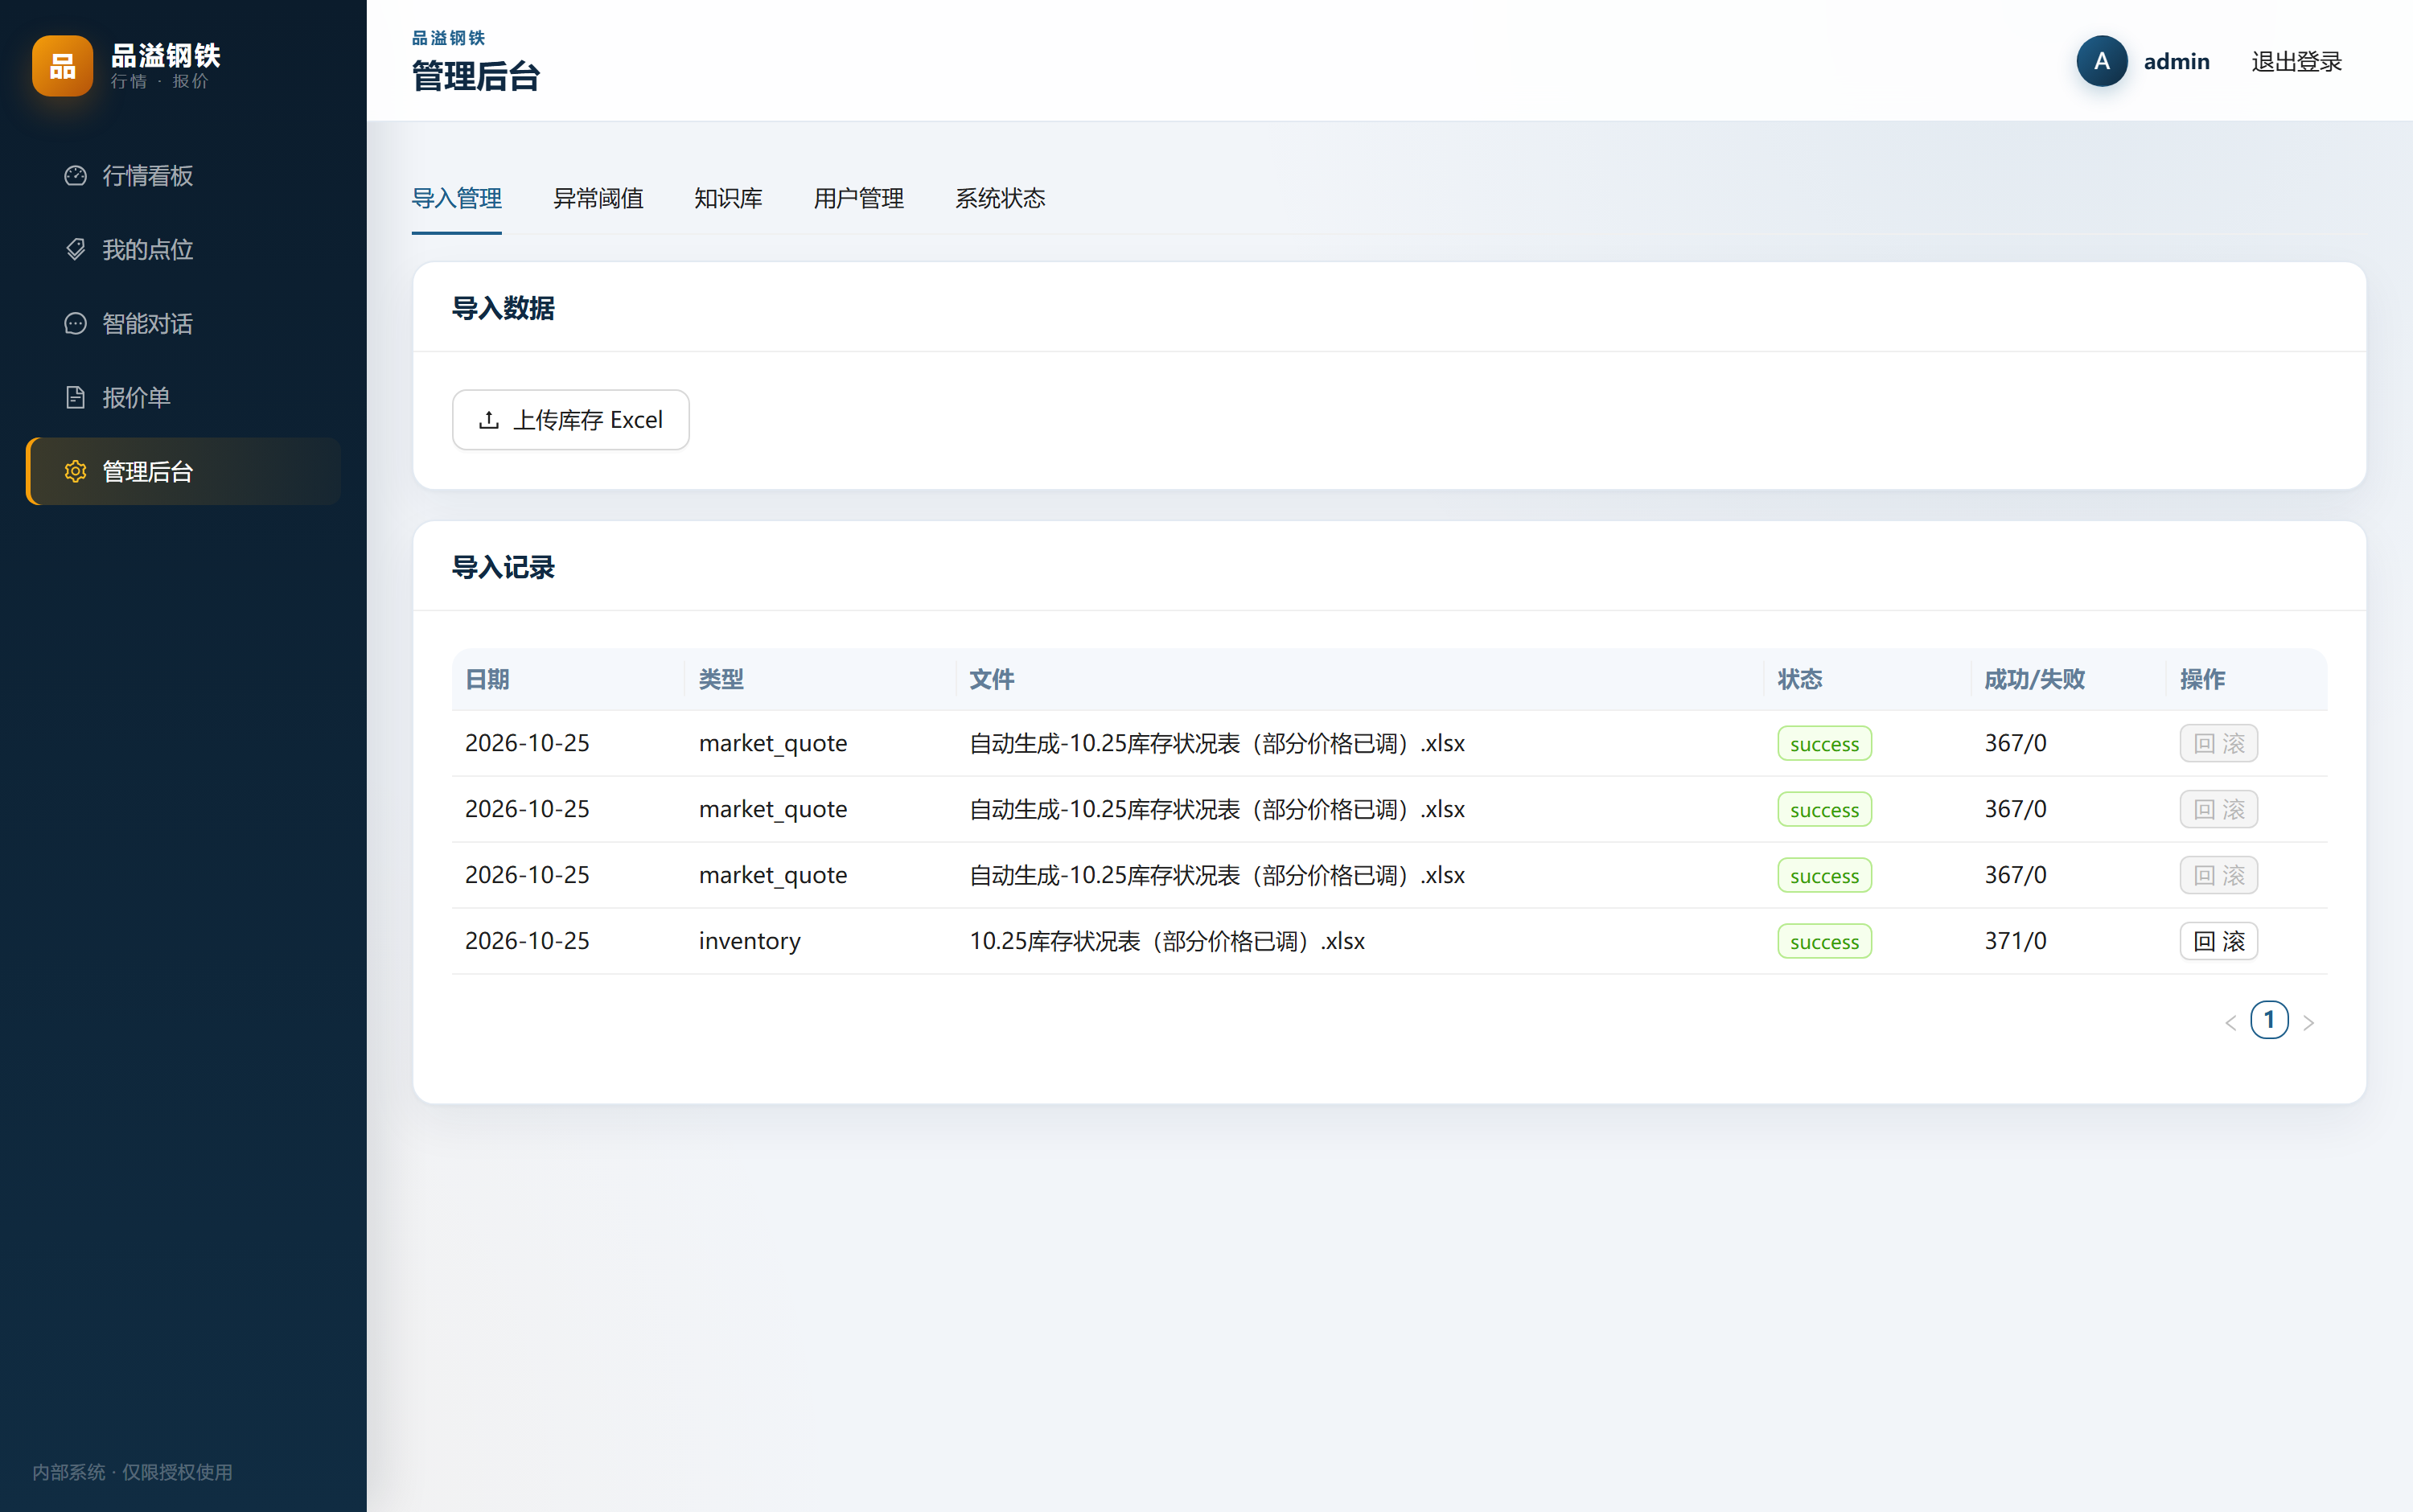 品
品溢钢铁
行情 · 报价
行情看板
我的点位
智能对话
报价单
管理后台
内部系统 · 仅限授权使用
品溢钢铁
管理后台
A admin 退出登录
导入管理 异常阈值 知识库 用户管理 系统状态
导入数据
上传库存 Excel
导入记录
日期 类型 文件 状态 成功/失败 操作
2026-10-25 market_quote 自动生成-10.25库存状况表（部分价格已调）.xlsx success 367/0 回滚
2026-10-25 market_quote 自动生成-10.25库存状况表（部分价格已调）.xlsx success 367/0 回滚
2026-10-25 market_quote 自动生成-10.25库存状况表（部分价格已调）.xlsx success 367/0 回滚
2026-10-25 inventory 10.25库存状况表（部分价格已调）.xlsx success 371/0 回滚
< 1 >